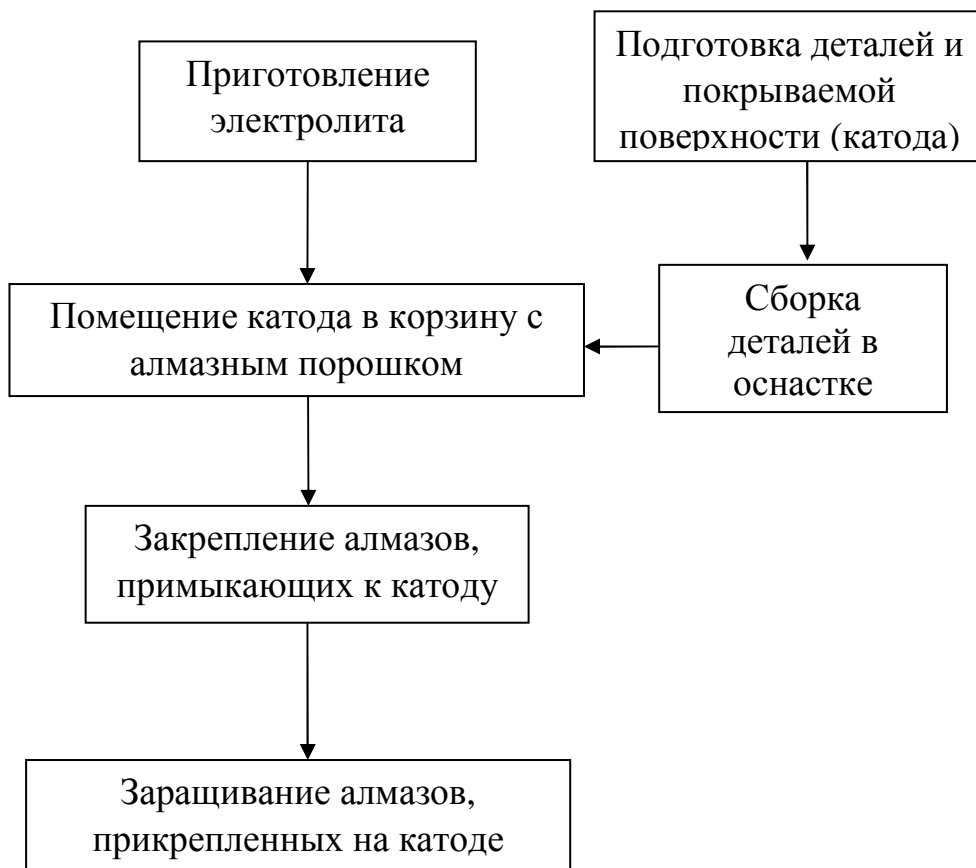 Приготовление
электролита
Подготовка деталей и
покрываемой
поверхности (катода)
Помещение катода в корзину с
алмазным порошком
Сборка
деталей в
оснастке
Закрепление алмазов,
примыкающих к катоду
Заращивание алмазов,
прикрепленных на катоде